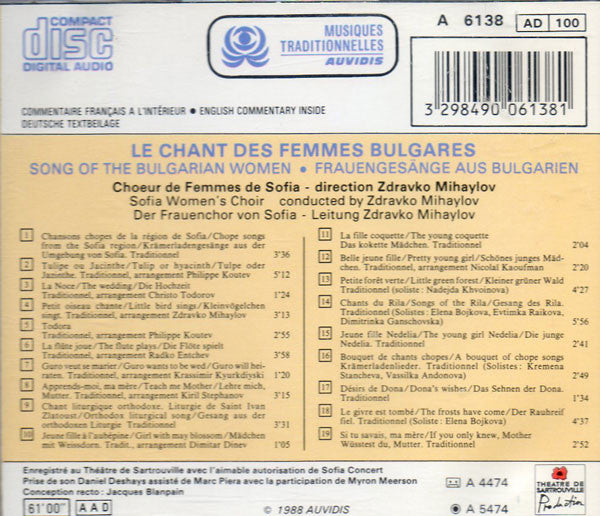 COMPACT
disc
DIGITAL AUDIO
MUSIQUES
TRADITIONNELLES
AUVIDIS
A 6138 AD 100
3 298490 061381
COMMENTAIRE FRANÇAIS A L'INTÉRIEUR • ENGLISH COMMENTARY INSIDE
DEUTSCHE TEXTBEILAGE
LE CHANT DES FEMMES BULGARES
SONG OF THE BULGARIAN WOMEN • FRAUENGESÄNGE AUS BULGARIEN
Choeur de Femmes de Sofia - direction Zdravko Mihaylov
Sofia Women's Choir conducted by Zdravko Mihaylov
Der Frauenchor von Sofia - Leitung Zdravko Mihaylov
1 Chansons chopes de la région de Sofia/Chope songs
from the Sofia region/Krämerladengesänge aus der
Umgebung von Sofia. Traditionnel 3'36
2 Tulipe ou Jacinthe/Tulip or hyacinth/Tulpe oder
Janinthe. Traditionnel, arrangement Philippe Koutev 5'12
3 La Noce/The wedding/Die Hochzeit
Traditionnel, arrangement Christo Todorov 1'24
4 Petit oiseau chante/Little bird sings/Kleinvögelchen
singt. Traditionnel, arrangement Zdravko Mihaylov 3'13
5 Todora
Traditionnel, arrangement Philippe Koutev 2'55
6 La flûte joue/The flute plays/Die Flöte spielt
Traditionnel, arrangement Radko Entchev 3'58
7 Guro veut se marier/Guro wants to be wed/Guro will hei-
raten. Traditionnel, arrangement Krassimir Kyurkdjiski 1'20
8 Apprends-moi, ma mère/Teach me Mother/Lehre mich,
Mutter. Traditionnel, arrangement Kiril Stephanov 3'15
9 Chant liturgique orthodoxe. Liturgie de Saint Ivan
Zlatoust/Orthodox liturgical song/Gesang aus der
orthodoxen Liturgie Traditionnel 3'31
10 Jeune fille à l'aubépine/Girl with may blossom/Mädchen
mit Weissdorn. Tradit., arrangement Dimitar Dinev 1'05
11 La fille coquette/The young coquette
Das kokette Mädchen. Traditionnel 2'04
12 Belle jeune fille/Pretty young girl/Schönes junges Mäd-
chen. Traditionnel, arrangement Nicolaï Kaoufman 2'20
13 Petite forêt verte/Little green forest/Kleiner grüner Wald
Traditionnel (soliste : Nadejda Khvoinova) 4'27
14 Chants du Rila/Songs of the Rila/Gesang des Rila.
Traditionnel (Solistes : Elena Bojkova, Evtimka Raikova,
Dimitrinka Ganschovska) 5'56
15 Jeune fille Nedelia/The young girl Nedelia/Die junge
Nedelia. Traditionnel 2'41
16 Bouquet de chants chopes/A bouquet of chope songs
Krämerladenlieder. Traditionnel (Solistes : Kremena
Stancheva, Vassilka Andonova) 2'49
17 Désirs de Dona/Dona's wishes/Das Sehnen der Dona.
Traditionnel 1'34
18 Le givre est tombé/The frosts have come/Der Rauhreif
fiel. Traditionnel (Soliste : Elena Bojkova) 4'37
19 Si tu savais, ma mère/If you only knew, Mother
Wüsstest du, Mutter. Traditionnel 2'52
Enregistré au Théâtre de Sartrouville avec l'aimable autorisation de Sofia Concert
Prise de son Daniel Deshays assisté de Marc Piera avec la participation de Myron Meerson
Conception recto : Jacques Blanpain
A 4474
A 5474
THÉATRE DE
SARTROUVILLE
Production
61'00" AAD
© 1988 AUVIDIS